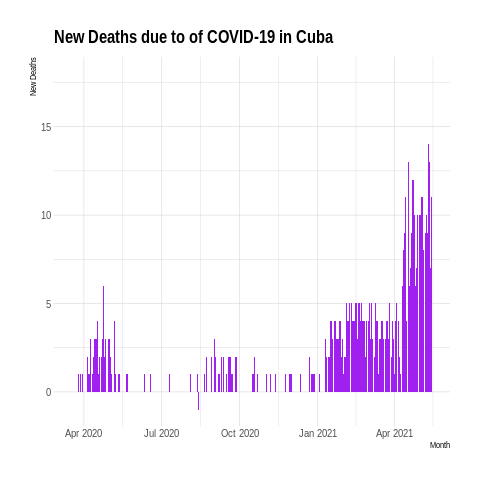 New Deaths due to of COVID-19 in Cuba
New Deaths
15
10
5
0
Apr 2020 Jul 2020 Oct 2020 Jan 2021 Apr 2021
Month